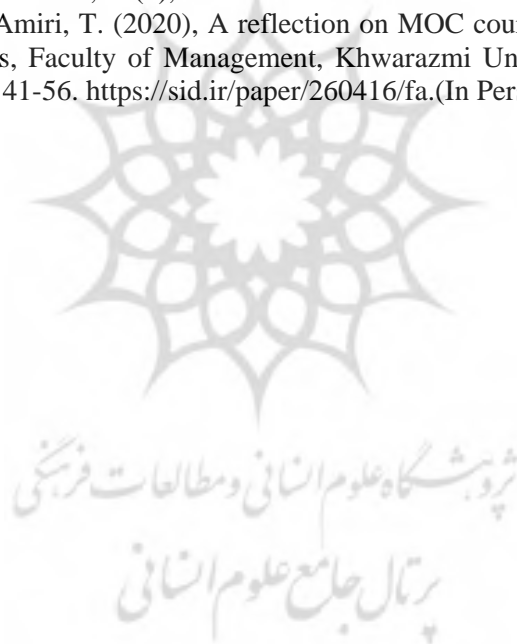 Amiri, T. (2020), A reflection on MOC cour
s, Faculty of Management, Khwarazmi Un
41-56. https://sid.ir/paper/260416/fa.(In Per
پژوهشگاه علوم انسانی و مطالعات فرهنگی
پرتال جامع علوم انسانی